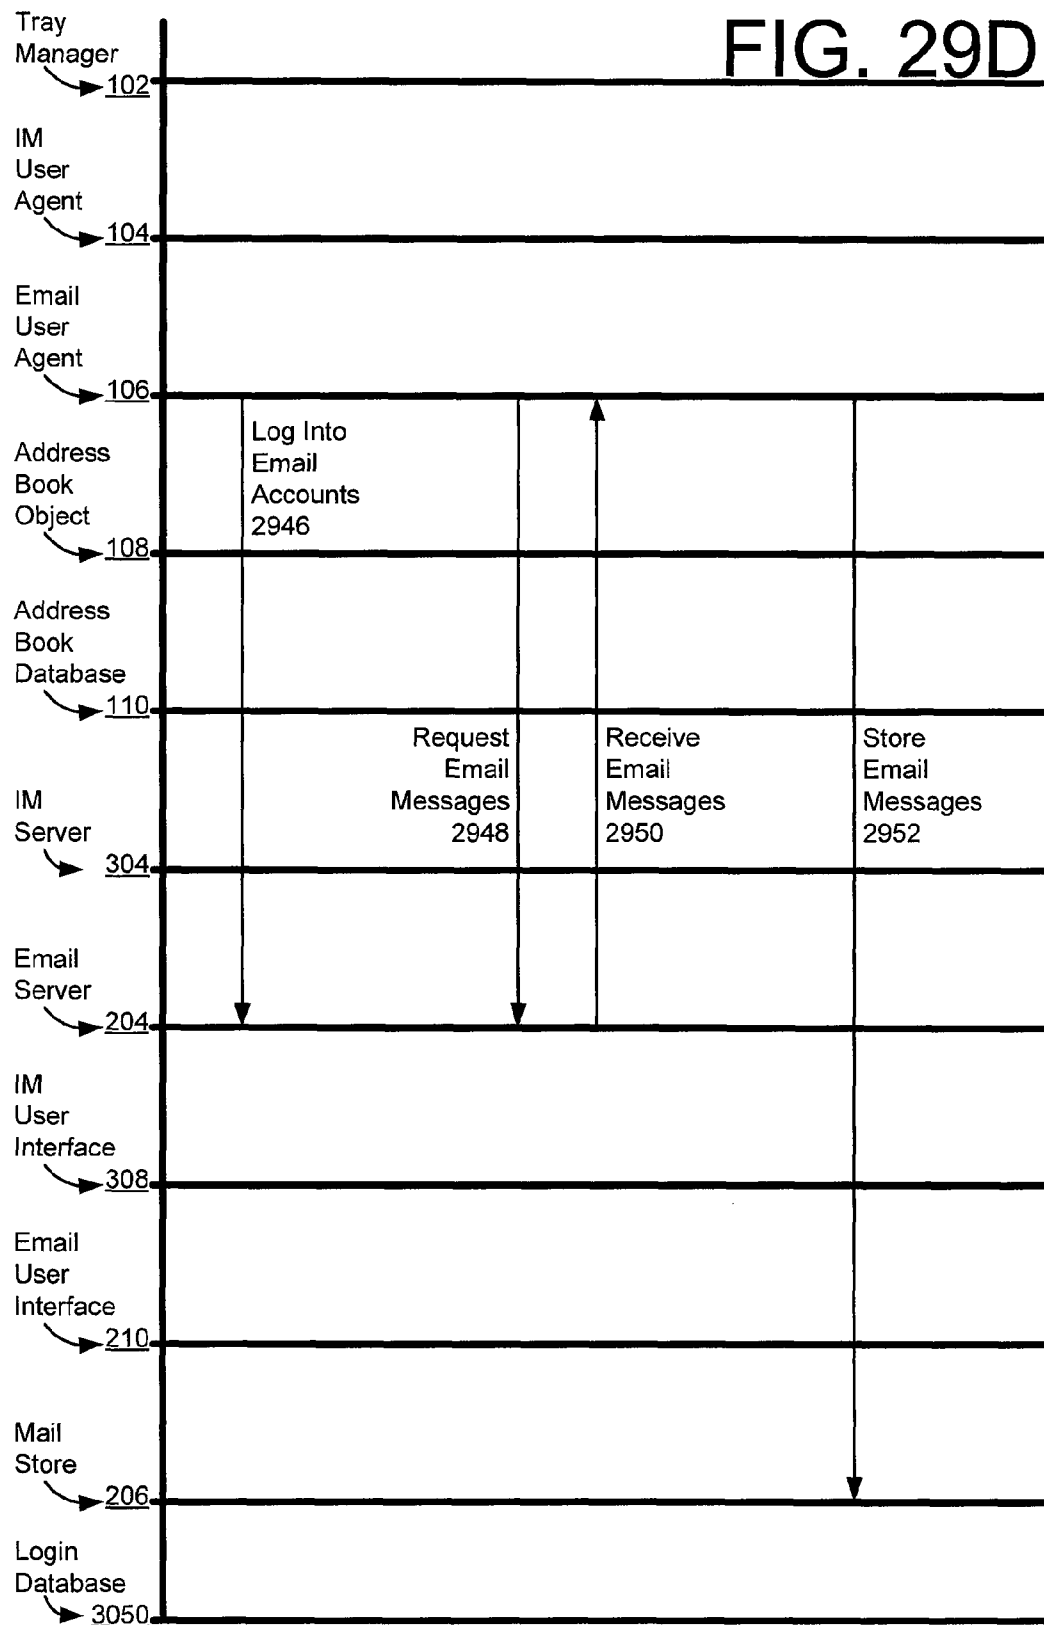 FIG. 29D
Tray
Manager
102
IM
User
Agent
104
Email
User
Agent
106
Log Into
Email
Accounts
2946
Address
Book
Object
108
Address
Book
Database
110
Request
Email
Messages
2948
Receive
Email
Messages
2950
Store
Email
Messages
2952
IM
Server
304
Email
Server
204
IM
User
Interface
308
Email
User
Interface
210
Mail
Store
206
Login
Database
3050